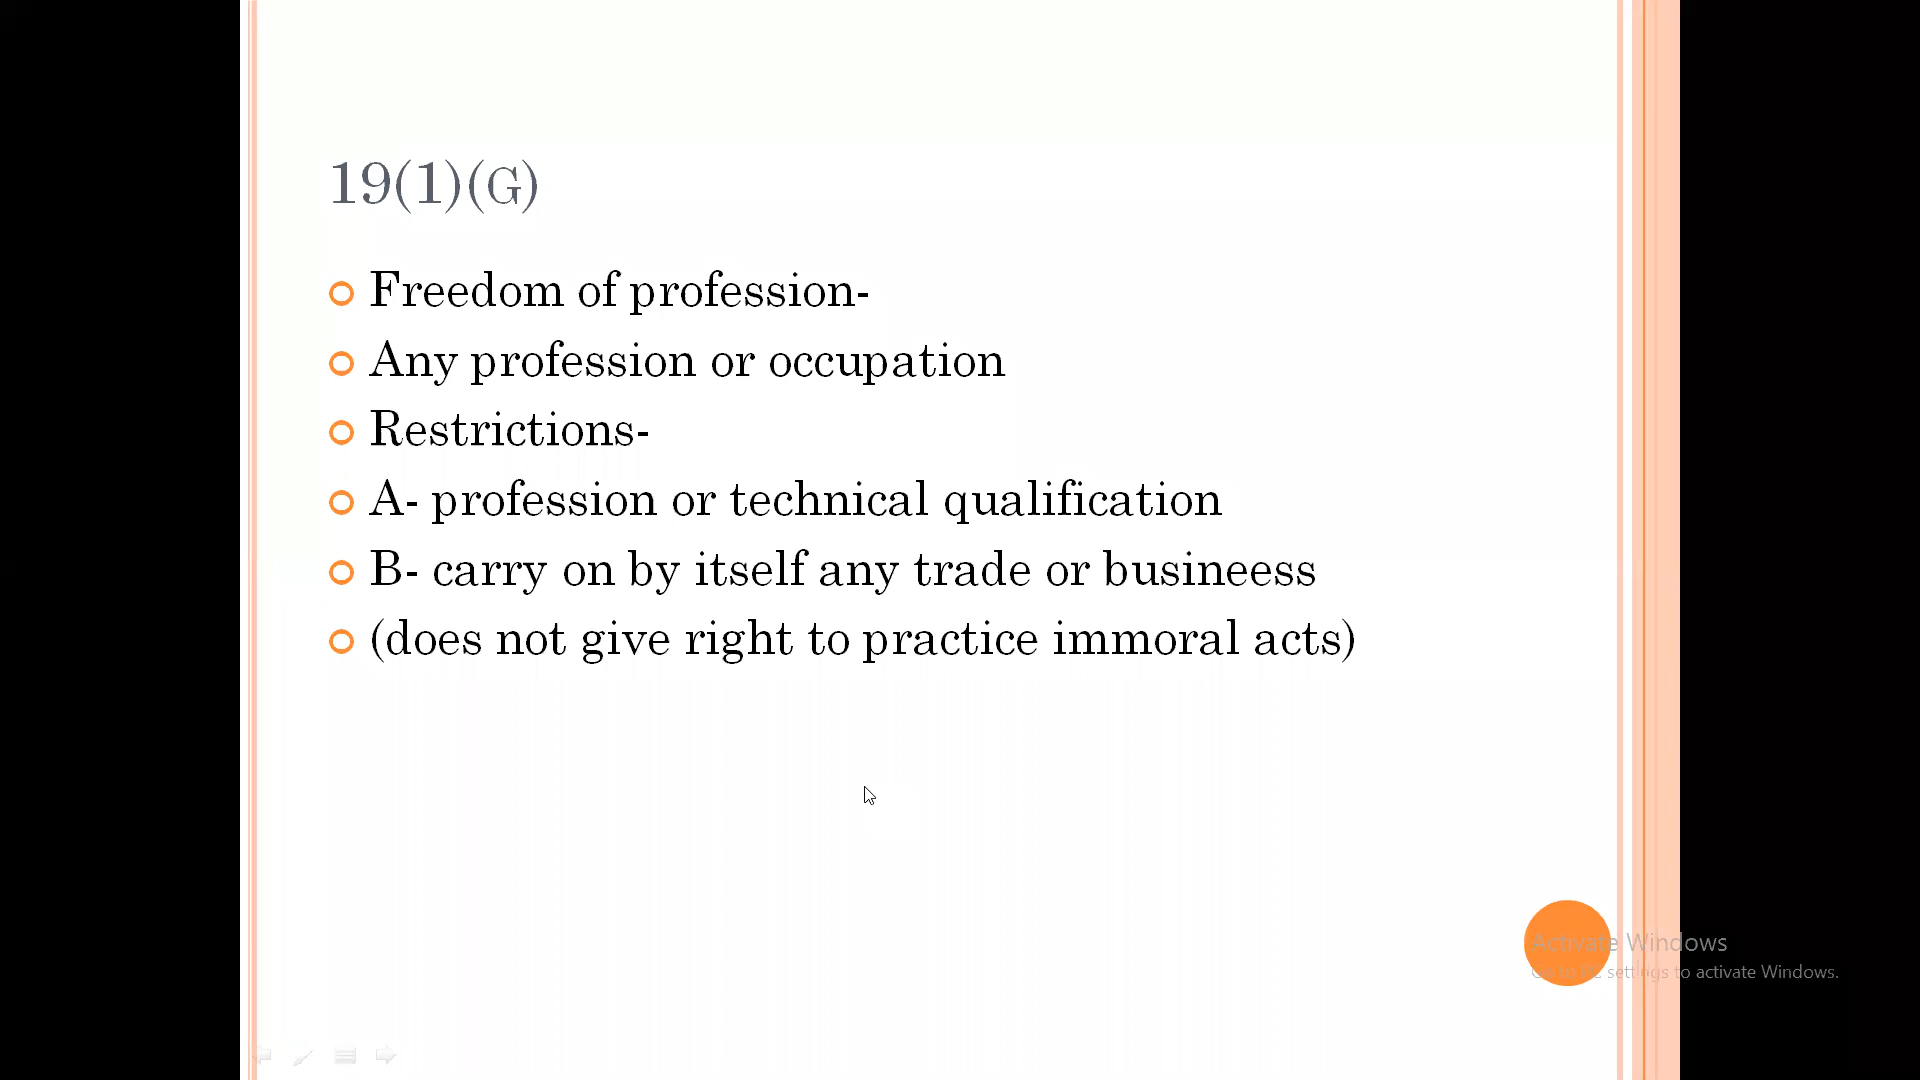 19(1)(G)
Freedom of profession-
Any profession or occupation
Restrictions-
A- profession or technical qualification
B- carry on by itself any trade or busineess
(does not give right to practice immoral acts)
Activate Windows
Go to PC settings to activate Windows.